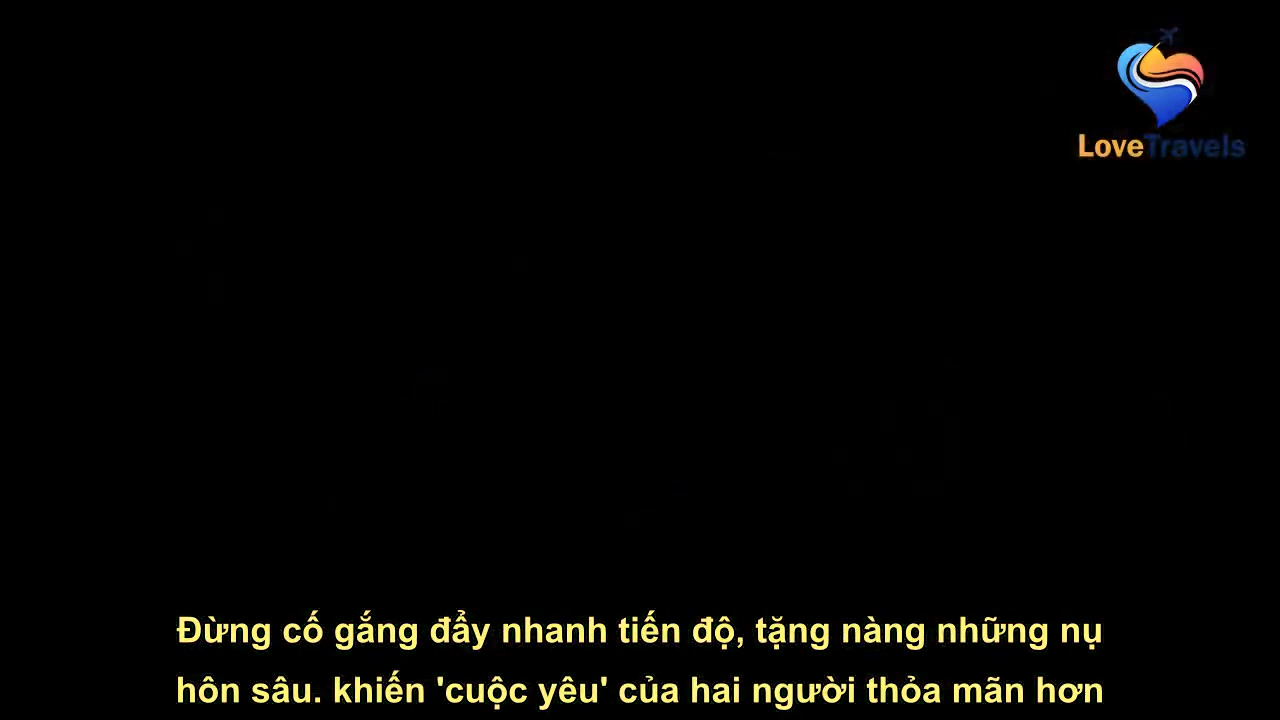 LoveTravels
Đừng cố gắng đẩy nhanh tiến độ, tặng nàng những nụ
hôn sâu. khiến 'cuộc yêu' của hai người thỏa mãn hơn